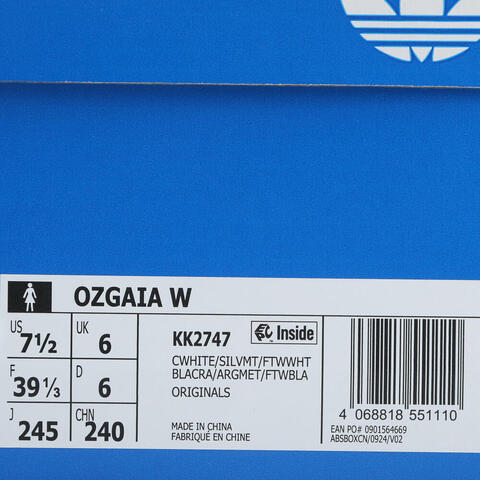 OZGAIA W
US 7½ UK 6
F 39⅓ D 6
J 245 CHN 240
KK2747 Inside
CWHITE/SILVMT/FTWWHT
BLACRA/ARGMET/FTWBLA
ORIGINALS
MADE IN CHINA
FABRIQUÉ EN CHINE
4 068818 551110
EAN PO# 0901564669
ABSBOXCN/0924/V02